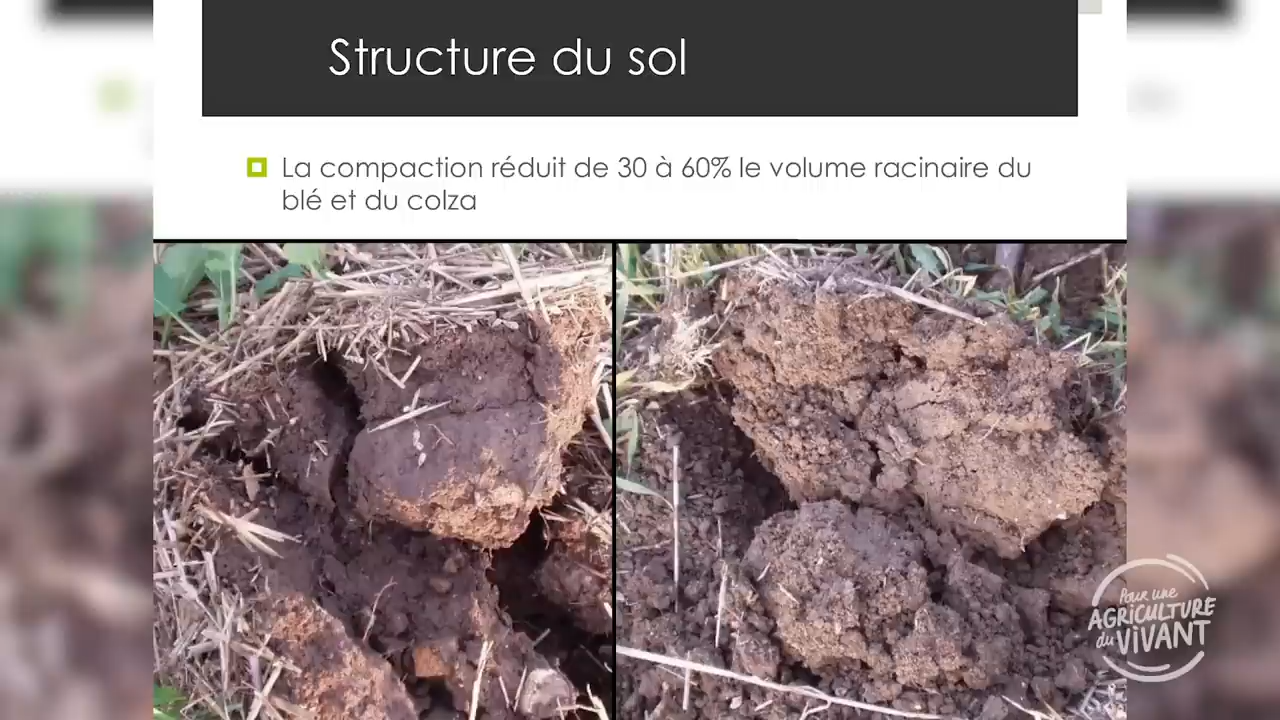 Structure du sol
La compaction réduit de 30 à 60% le volume racinaire du
blé et du colza
Pour une
AGRICULTURE
du ViVANT